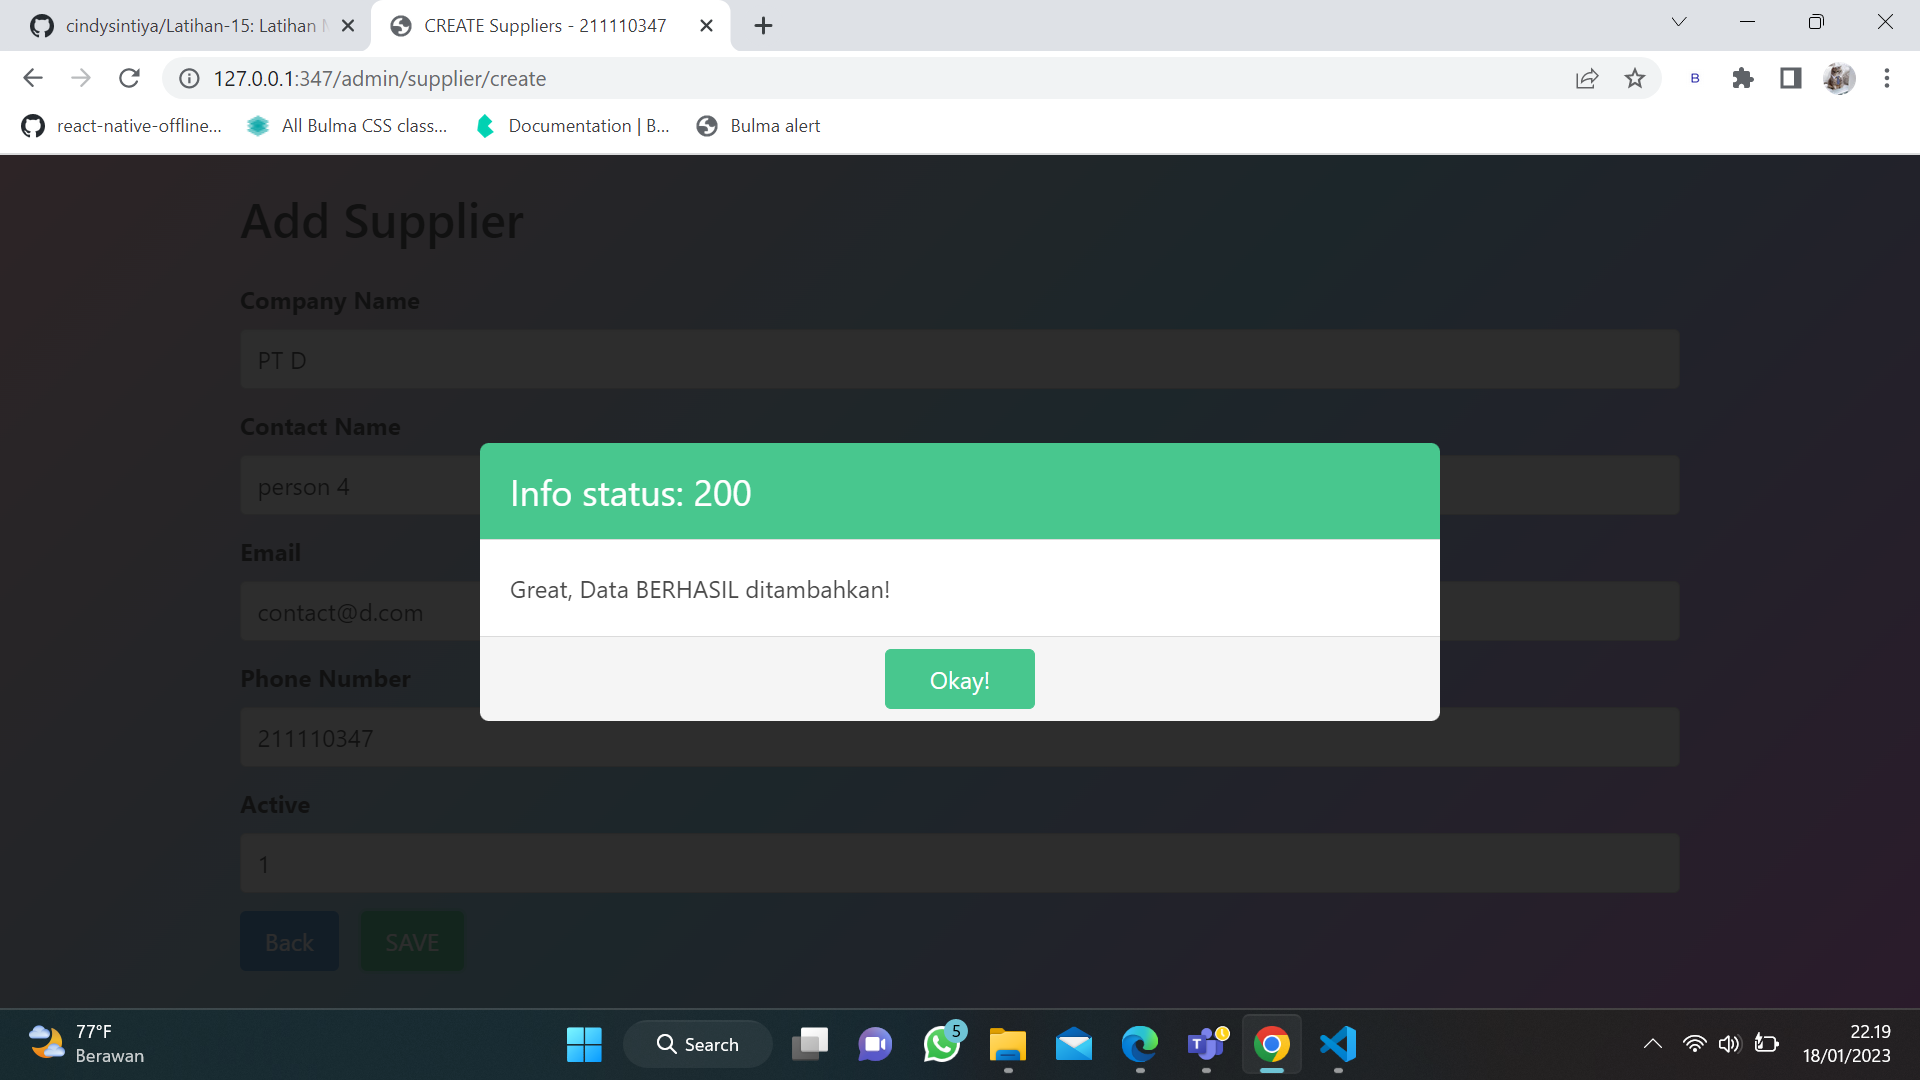 cindysintiya/Latihan-15: Latihan
CREATE Suppliers - 211110347
127.0.0.1:347/admin/supplier/create
B
react-native-offline...
All Bulma CSS class...
Documentation | B...
Bulma alert
Add Supplier
Company Name
PT D
Contact Name
person 4
Info status: 200
Email
Great, Data BERHASIL ditambahkan!
contact@d.com
Phone Number
Okay!
211110347
Active
1
Back
SAVE
77°F
Berawan
Search
5
22.19
18/01/2023